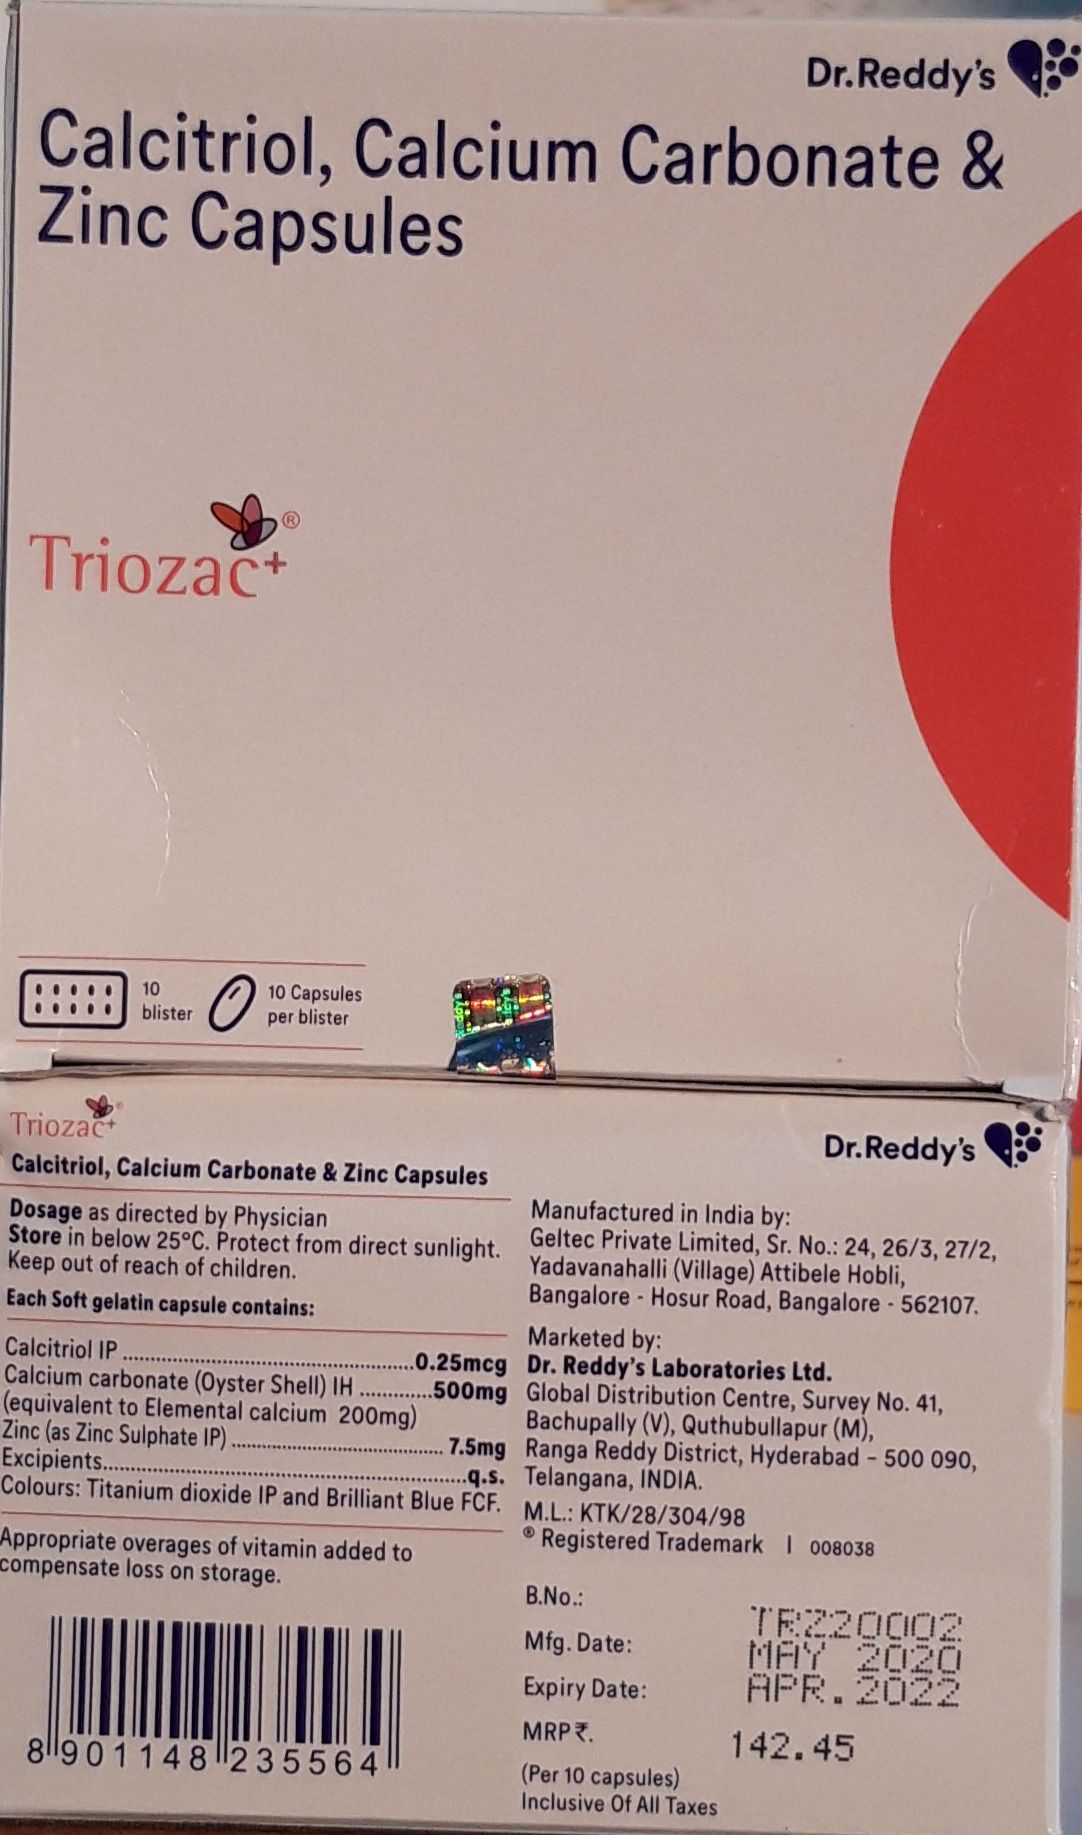 Dr.Reddy's
Calcitriol, Calcium Carbonate &
Zinc Capsules
Triozac+ ®
10
blister
10 Capsules
per blister
Triozac+ ®
Dr.Reddy's
Calcitriol, Calcium Carbonate & Zinc Capsules
Dosage as directed by Physician
Store in below 25°C. Protect from direct sunlight.
Keep out of reach of children.
Each Soft gelatin capsule contains:
Calcitriol IP ..........0.25mcg
Calcium carbonate (Oyster Shell) IH ..........500mg
(equivalent to Elemental calcium 200mg)
Zinc (as Zinc Sulphate IP) .......... 7.5mg
Excipients..........q.s.
Colours: Titanium dioxide IP and Brilliant Blue FCF.
Appropriate overages of vitamin added to
compensate loss on storage.
8 901148 235564
Manufactured in India by:
Geltec Private Limited, Sr. No.: 24, 26/3, 27/2,
Yadavanahalli (Village) Attibele Hobli,
Bangalore - Hosur Road, Bangalore - 562107.
Marketed by:
Dr. Reddy's Laboratories Ltd.
Global Distribution Centre, Survey No. 41,
Bachupally (V), Quthubullapur (M),
Ranga Reddy District, Hyderabad – 500 090,
Telangana, INDIA.
M.L.: KTK/28/304/98
® Registered Trademark | 008038
B.No.: TRZ20002
Mfg. Date: MAY 2020
Expiry Date: APR. 2022
MRP ₹. 142.45
(Per 10 capsules)
Inclusive Of All Taxes